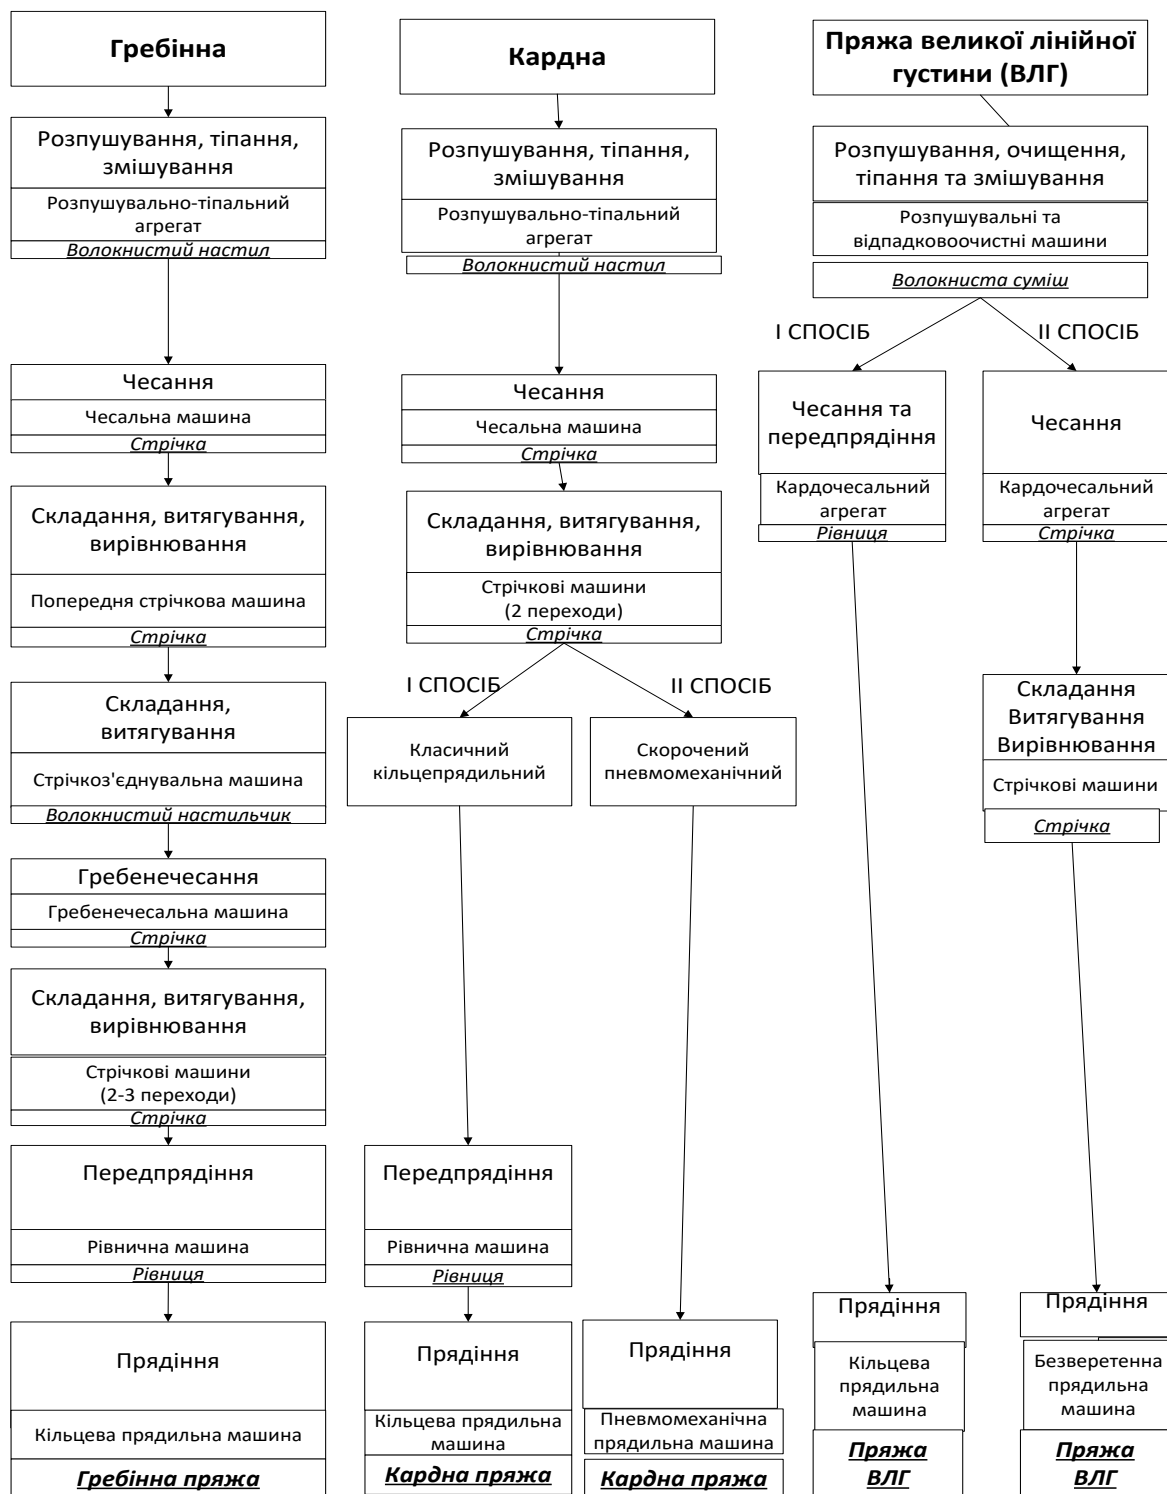 Гребінна
Розпушування, тіпання,
змішування
Розпушувально-тіпальний
агрегат
Волокнистий настил
Чесання
Чесальна машина
Стрічка
Складання, витягування,
вирівнювання
Попередня стрічкова машина
Стрічка
Складання,
витягування
Стрічкоз'єднувальна машина
Волокнистий настильчик
Гребенечесання
Гребенечесальна машина
Стрічка
Складання, витягування,
вирівнювання
Стрічкові машини
(2-3 переходи)
Стрічка
Передпрядіння
Рівнична машина
Рівниця
Прядіння
Кільцева прядильна машина
Гребінна пряжа
Кардна
Розпушування, тіпання,
змішування
Розпушувально-тіпальний
агрегат
Волокнистий настил
Чесання
Чесальна машина
Стрічка
Складання, витягування,
вирівнювання
Стрічкові машини
(2 переходи)
Стрічка
І СПОСІБ
Класичний
кільцепрядильний
Передпрядіння
Рівнична машина
Рівниця
Прядіння
Кільцева прядильна
машина
Кардна пряжа
ІІ СПОСІБ
Скорочений
пневмомеханічний
Прядіння
Пневмомеханічна
прядильна машина
Кардна пряжа
Пряжа великої лінійної
густини (ВЛГ)
Розпушування, очищення,
тіпання та змішування
Розпушувальні та
відпадковоочистні машини
Волокниста суміш
І СПОСІБ
Чесання та
передпрядіння
Кардочесальний
агрегат
Рівниця
Прядіння
Кільцева
прядильна
машина
Пряжа
ВЛГ
ІІ СПОСІБ
Чесання
Кардочесальний
агрегат
Стрічка
Складання
Витягування
Вирівнювання
Стрічкові машини
Стрічка
Прядіння
Безверетенна
прядильна
машина
Пряжа
ВЛГ